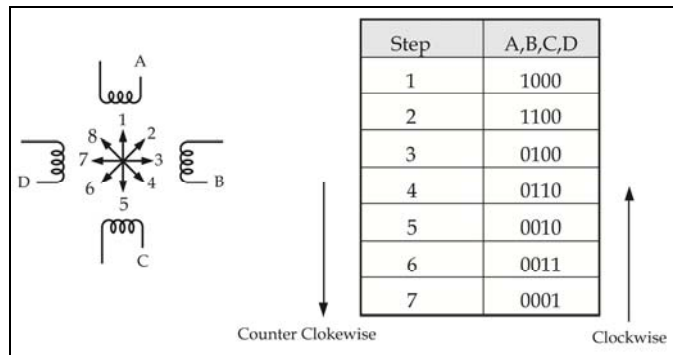 A
1
8 2
7 3
D B
6 4
5
C
Step A,B,C,D
1 1000
2 1100
3 0100
4 0110
5 0010
6 0011
7 0001
Counter Clokewise
Clockwise